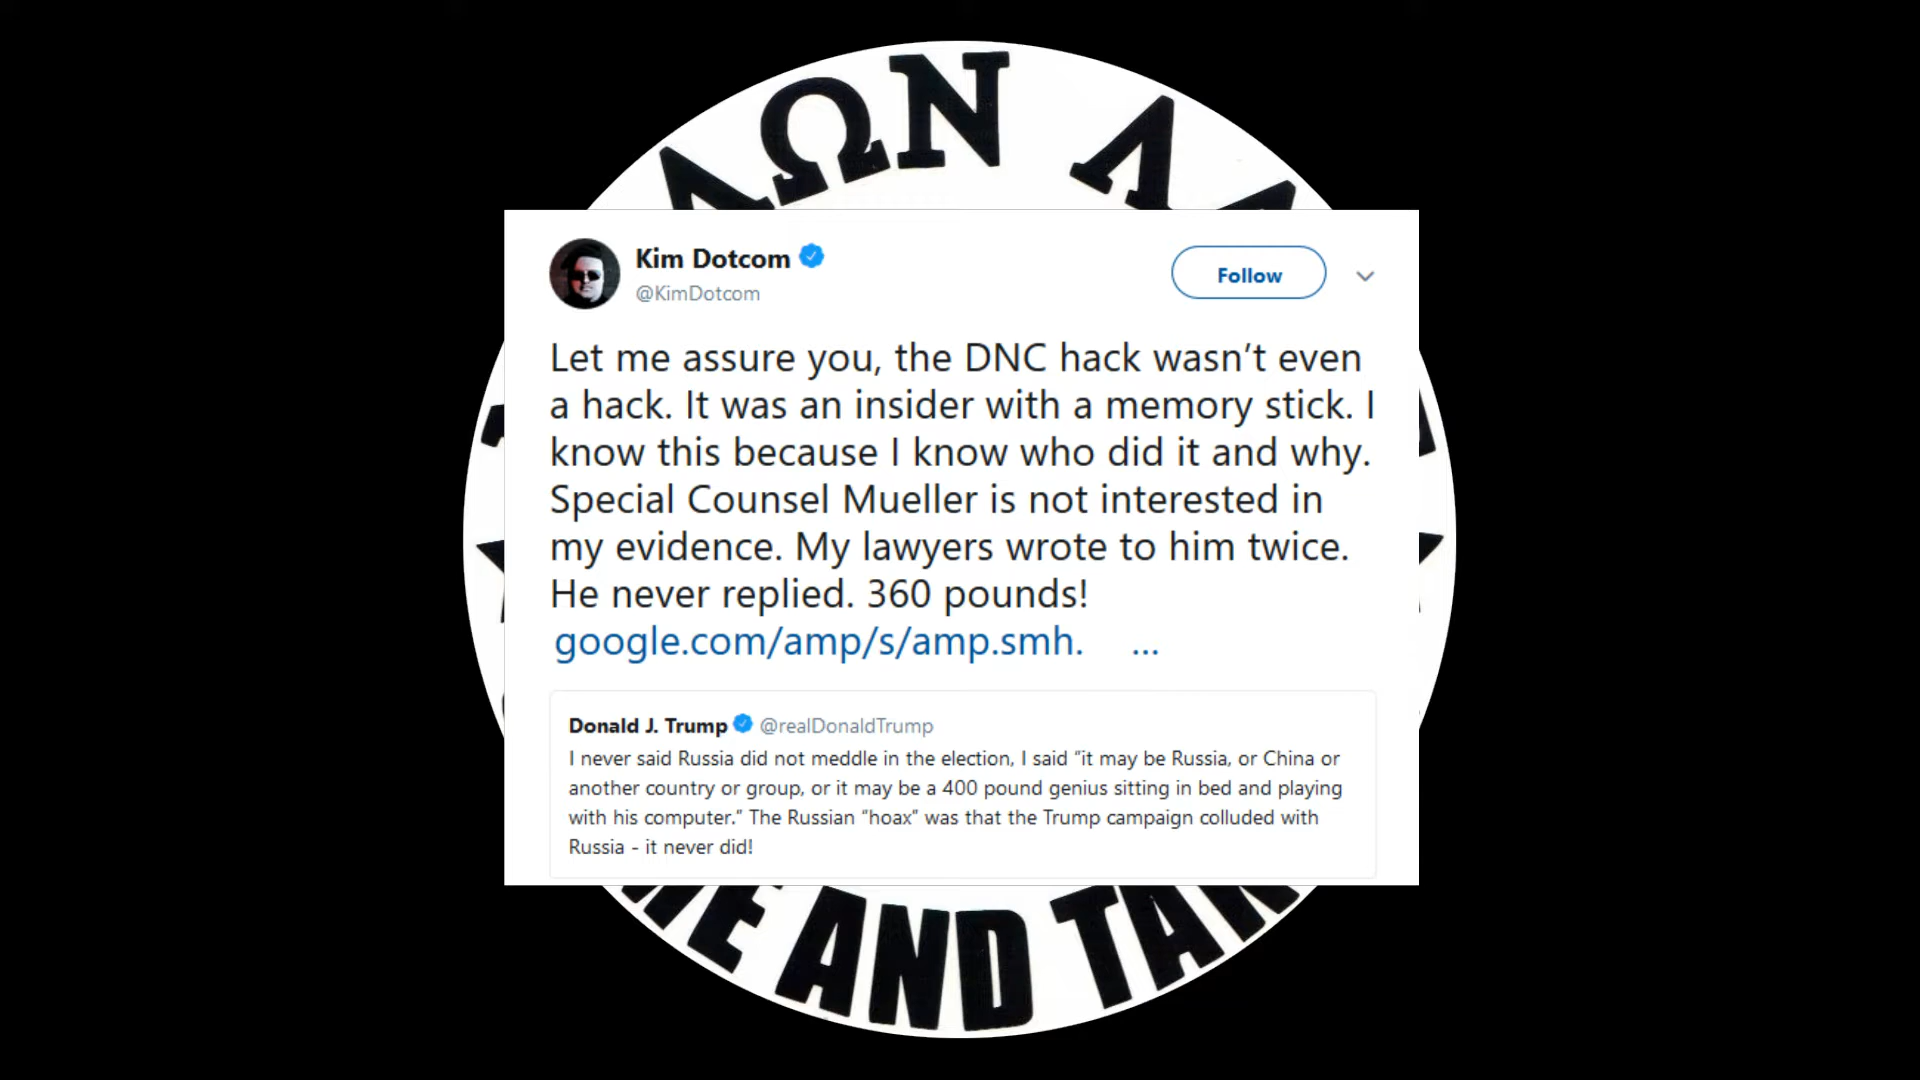 ΛΩΝ Λ
Kim Dotcom
@KimDotcom
Follow
Let me assure you, the DNC hack wasn’t even
a hack. It was an insider with a memory stick. I
know this because I know who did it and why.
Special Counsel Mueller is not interested in
my evidence. My lawyers wrote to him twice.
He never replied. 360 pounds!
google.com/amp/s/amp.smh. ...
Donald J. Trump @realDonaldTrump
I never said Russia did not meddle in the election, I said “it may be Russia, or China or
another country or group, or it may be a 400 pound genius sitting in bed and playing
with his computer.” The Russian “hoax” was that the Trump campaign colluded with
Russia - it never did!
ME AND TAK